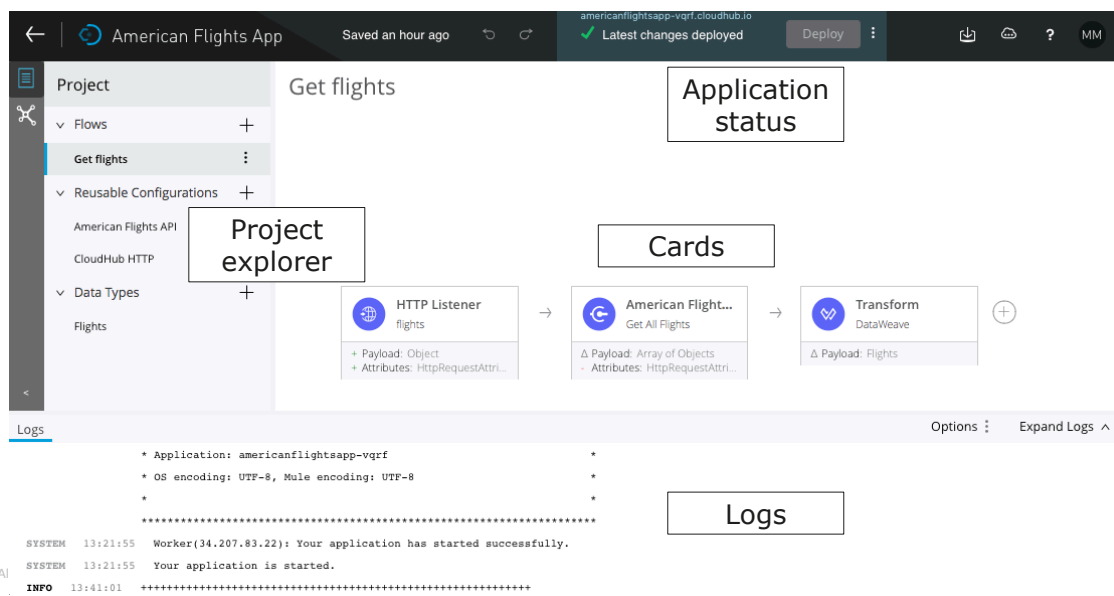 americanflightsapp-vqrf.cloudhub.io
American Flights App
Saved an hour ago
Latest changes deployed
Deploy
?
MM
Project
Get flights
Application
status
Flows
Get flights
Reusable Configurations
American Flights API
CloudHub HTTP
Project
explorer
Cards
Data Types
Flights
HTTP Listener
flights
+ Payload: Object
+ Attributes: HttpRequestAttri...
American Flight...
Get All Flights
Δ Payload: Array of Objects
- Attributes: HttpRequestAttri...
Transform
DataWeave
Δ Payload: Flights
<
Logs
Options
Expand Logs
* Application: americanflightsapp-vqrf *
* OS encoding: UTF-8, Mule encoding: UTF-8 *
* *
**********************************************************************
Logs
SYSTEM 13:21:55 Worker(34.207.83.22): Your application has started successfully.
SYSTEM 13:21:55 Your application is started.
Al
INFO 13:41:01 ++++++++++++++++++++++++++++++++++++++++++++++++++++++++++++